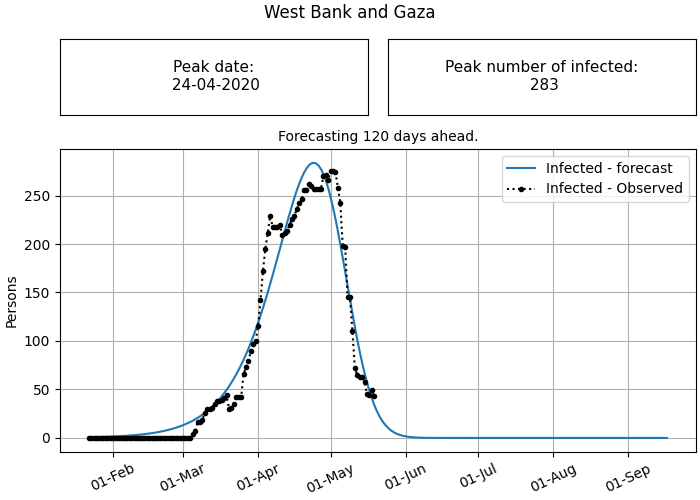 West Bank and Gaza
Peak date:
24-04-2020
Peak number of infected:
283
Forecasting 120 days ahead.
Infected - forecast
Infected - Observed
Persons
250
200
150
100
50
0
01-Feb
01-Mar
01-Apr
01-May
01-Jun
01-Jul
01-Aug
01-Sep